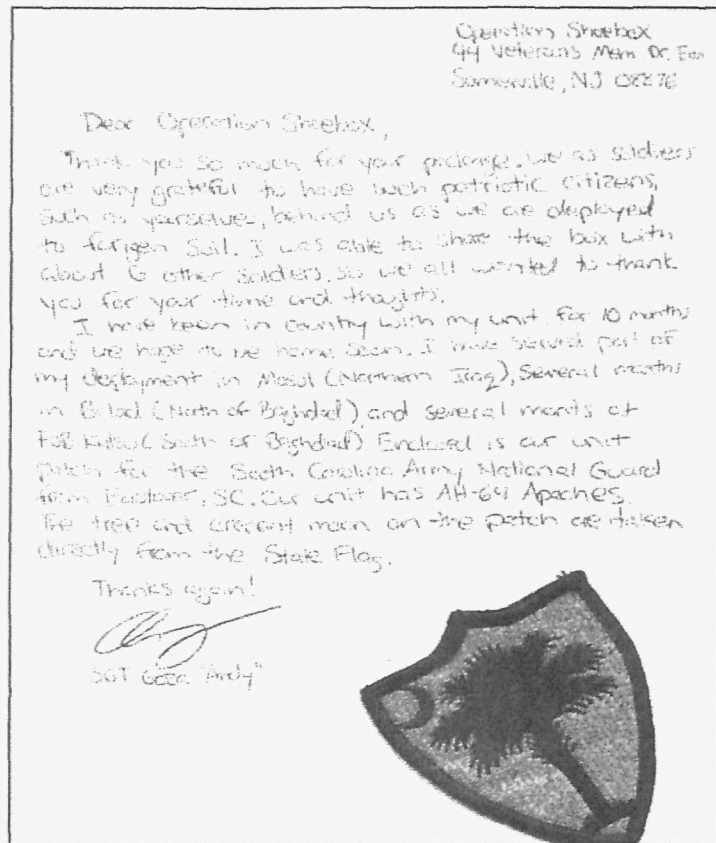 Operation Shoebox
44 Veterans Mem Dr. East
Somerville, NJ 08876
Dear Operation Shoebox,
Thank you so much for your package, we as soldiers
are very grateful to have such patriotic citizens,
such as yourselves, behind us as we are deployed
to forigen soil. I was able to share the box with
about 6 other soldiers, so we all wanted to thank
you for your time and thoughts.
I have been in country with my unit for 10 months
and we hope to be home soon. I have served part of
my deployment in Mosul (Northern Iraq), several months
in Balad (North of Baghdad), and several months at
FOB Kalsu (South of Baghdad). Enclosed is our unit
patch for the South Carolina Army National Guard
from Eastover, SC. Our unit has AH-64 Apaches.
The tree and crecant moon on the patch are taken
directly from the State Flag.
Thanks again!
SGT "Andy"